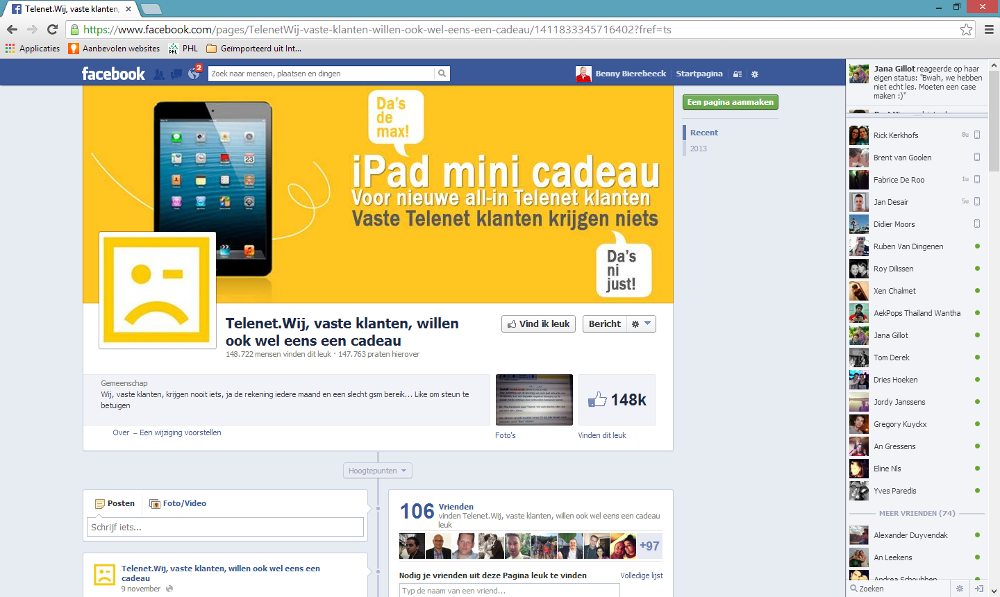 Telenet.Wij, vaste klanten,
https://www.facebook.com/pages/TelenetWij-vaste-klanten-willen-ook-wel-eens-een-cadeau/1411833345716402?fref=ts
Applicaties
Aanbevolen websites
PHL
Geïmporteerd uit Int...
facebook
2
Zoek naar mensen, plaatsen en dingen
Benny Bierebeeck
Startpagina
Da's
de
max!
iPad mini cadeau
Voor nieuwe all-in Telenet klanten
Vaste Telenet klanten krijgen niets
Da's
ni
just!
Een pagina aanmaken
Recent
2013
Telenet.Wij, vaste klanten, willen
ook wel eens een cadeau
148.722 mensen vinden dit leuk · 147.763 praten hierover
Vind ik leuk
Bericht
Gemeenschap
Wij, vaste klanten, krijgen nooit iets, ja de rekening iedere maand en een slecht gsm bereik... Like om steun te
betuigen
Over – Een wijziging voorstellen
Foto's
148k
Vinden dit leuk
Hoogtepunten
Posten
Foto/Video
Schrijf iets...
Telenet.Wij, vaste klanten, willen ook wel eens een
cadeau
9 november
106
Vrienden
vinden Telenet.Wij, vaste klanten, willen ook wel eens een cadeau
leuk
+97
Nodig je vrienden uit deze Pagina leuk te vinden
Volledige lijst
Typ de naam van een vriend...
Jana Gillot reageerde op haar
eigen status: "Bwah, we hebben
niet echt les. Moeten een case
maken :)"
Rick Kerkhofs 8u
Brent van Goolen
Fabrice De Roo 1u
Jan Desair 5u
Didier Moors
Ruben Van Dingenen
Roy Dilissen
Xen Chalmet
AekPops Thailand Wantha
Jana Gillot
Tom Derek
Dries Hoeken
Jordy Janssens
Gregory Kuyckx
An Gressens
Eline Nls
Yves Paredis
MEER VRIENDEN (74)
Alexander Duyvendak
An Leekens
Andrea Schoubben
Zoeken